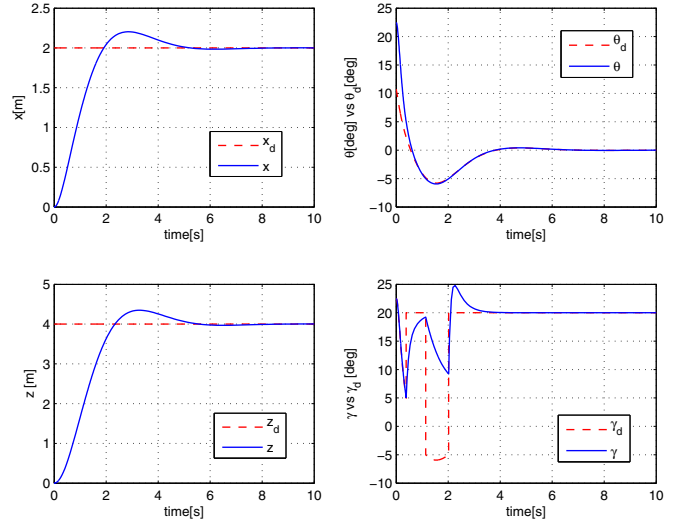 2.5
2
1.5
1
0.5
0
0 2 4 6 8 10
x[m]
time[s]
x_d
x
25
20
15
10
5
0
−5
−10
0 2 4 6 8 10
θ[deg] vs θ_d[deg]
time[s]
θ_d
θ
5
4
3
2
1
0
0 2 4 6 8 10
z [m]
time[s]
z_d
z
25
20
15
10
5
0
−5
−10
0 2 4 6 8 10
γ vs γ_d [deg]
time[s]
γ_d
γ